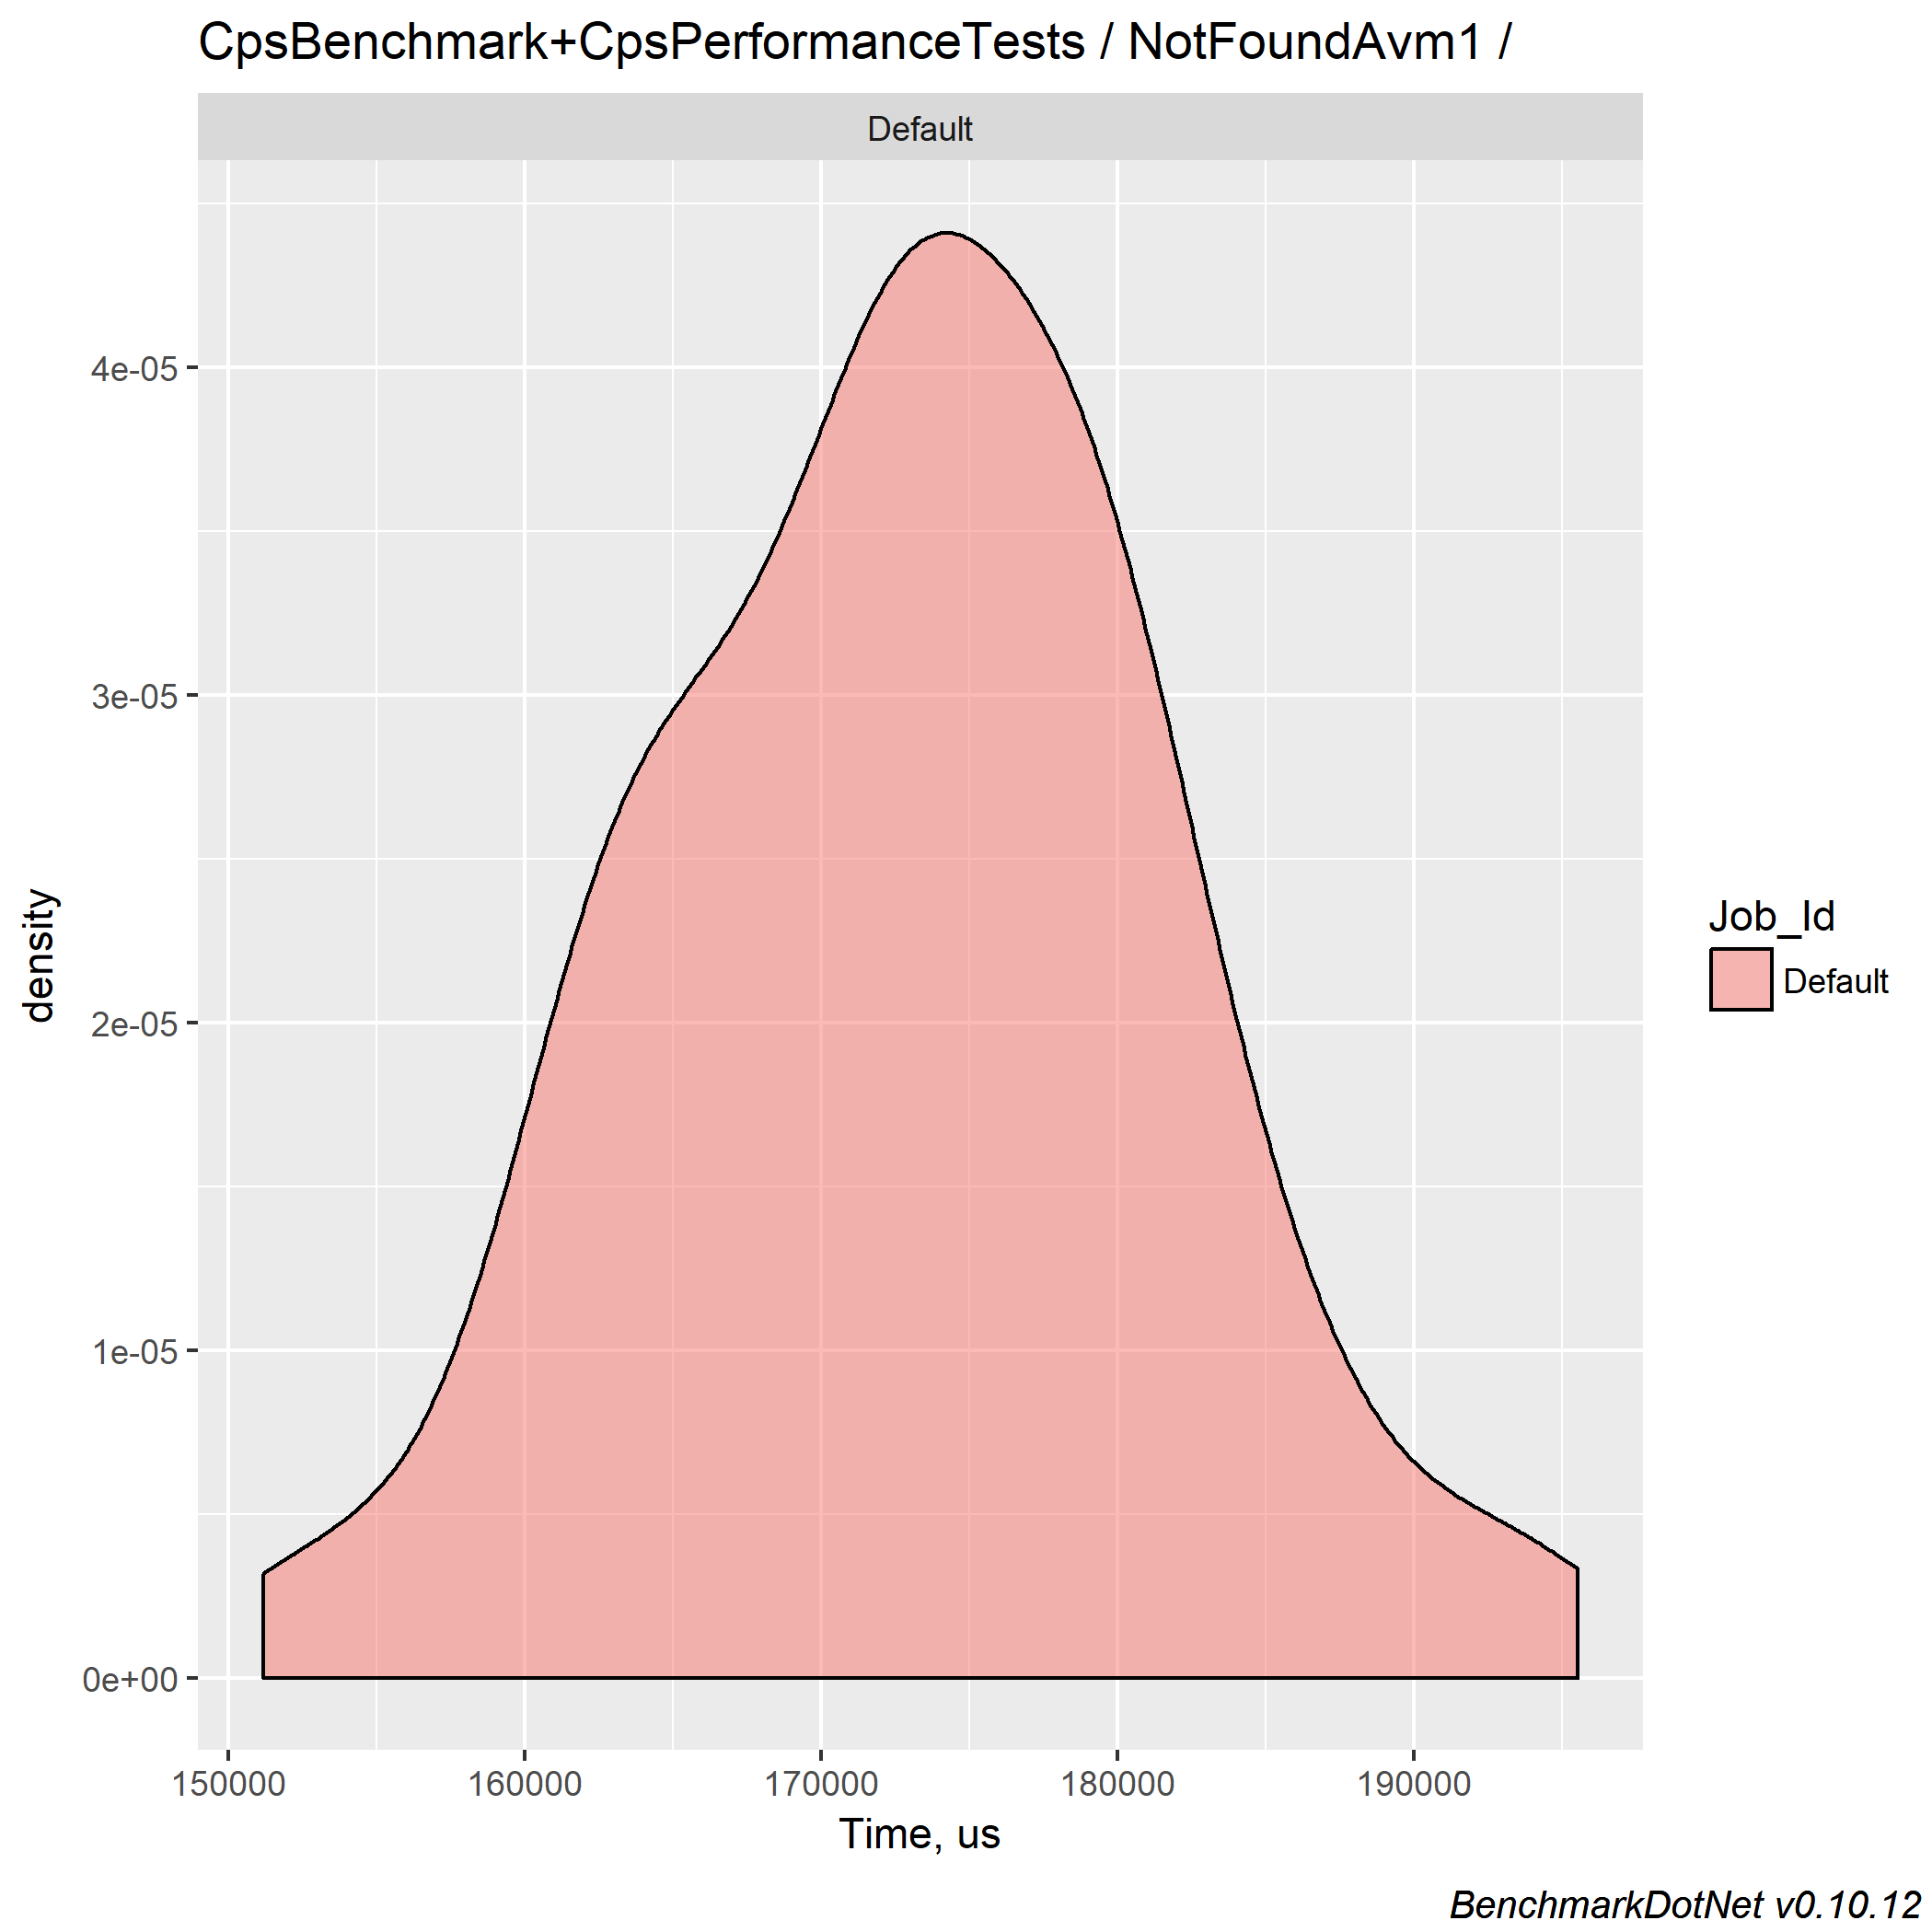 CpsBenchmark+CpsPerformanceTests / NotFoundAvm1 /
Default
density
4e-05
3e-05
2e-05
1e-05
0e+00
150000 160000 170000 180000 190000
Time, us
Job_Id
Default
BenchmarkDotNet v0.10.12